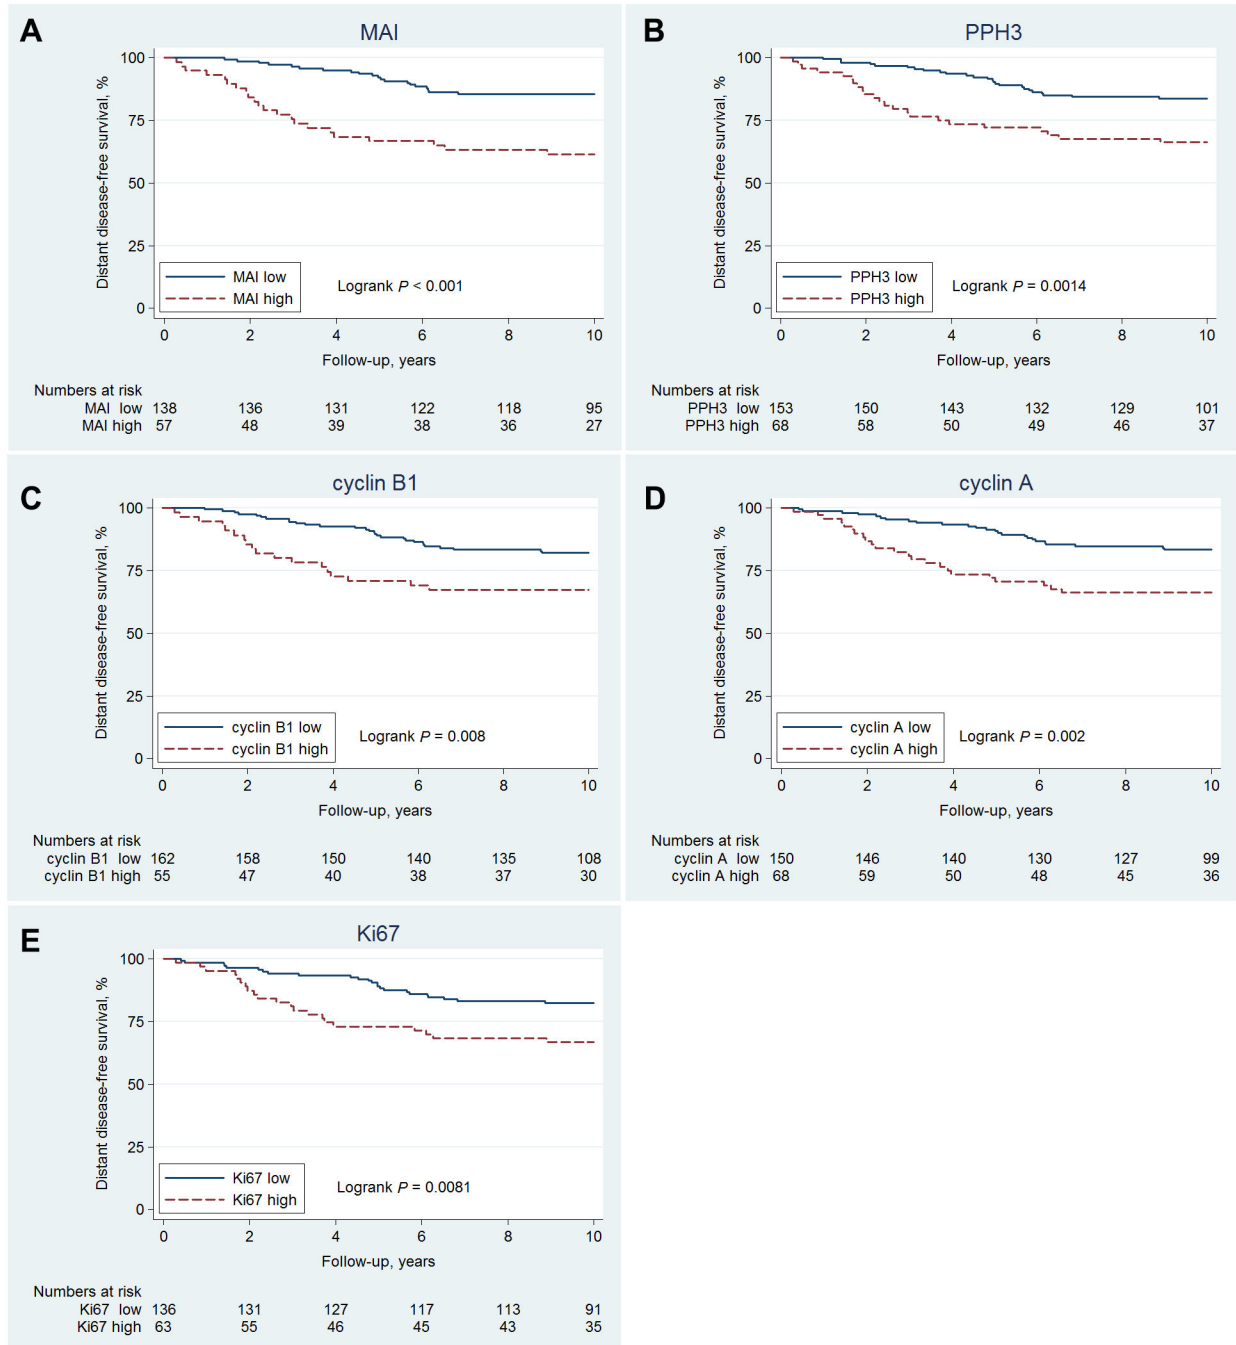 A
MAI
Distant disease-free survival, %
100
75
50
25
0
MAI low
MAI high
Logrank P < 0.001
0 2 4 6 8 10
Follow-up, years
Numbers at risk
MAI low 138 136 131 122 118 95
MAI high 57 48 39 38 36 27
B
PPH3
Distant disease-free survival, %
100
75
50
25
0
PPH3 low
PPH3 high
Logrank P = 0.0014
0 2 4 6 8 10
Follow-up, years
Numbers at risk
PPH3 low 153 150 143 132 129 101
PPH3 high 68 58 50 49 46 37
C
cyclin B1
Distant disease-free survival, %
100
75
50
25
0
cyclin B1 low
cyclin B1 high
Logrank P = 0.008
0 2 4 6 8 10
Follow-up, years
Numbers at risk
cyclin B1 low 162 158 150 140 135 108
cyclin B1 high 55 47 40 38 37 30
D
cyclin A
Distant disease-free survival, %
100
75
50
25
0
cyclin A low
cyclin A high
Logrank P = 0.002
0 2 4 6 8 10
Follow-up, years
Numbers at risk
cyclin A low 150 146 140 130 127 99
cyclin A high 68 59 50 48 45 36
E
Ki67
Distant disease-free survival, %
100
75
50
25
0
Ki67 low
Ki67 high
Logrank P = 0.0081
0 2 4 6 8 10
Follow-up, years
Numbers at risk
Ki67 low 136 131 127 117 113 91
Ki67 high 63 55 46 45 43 35